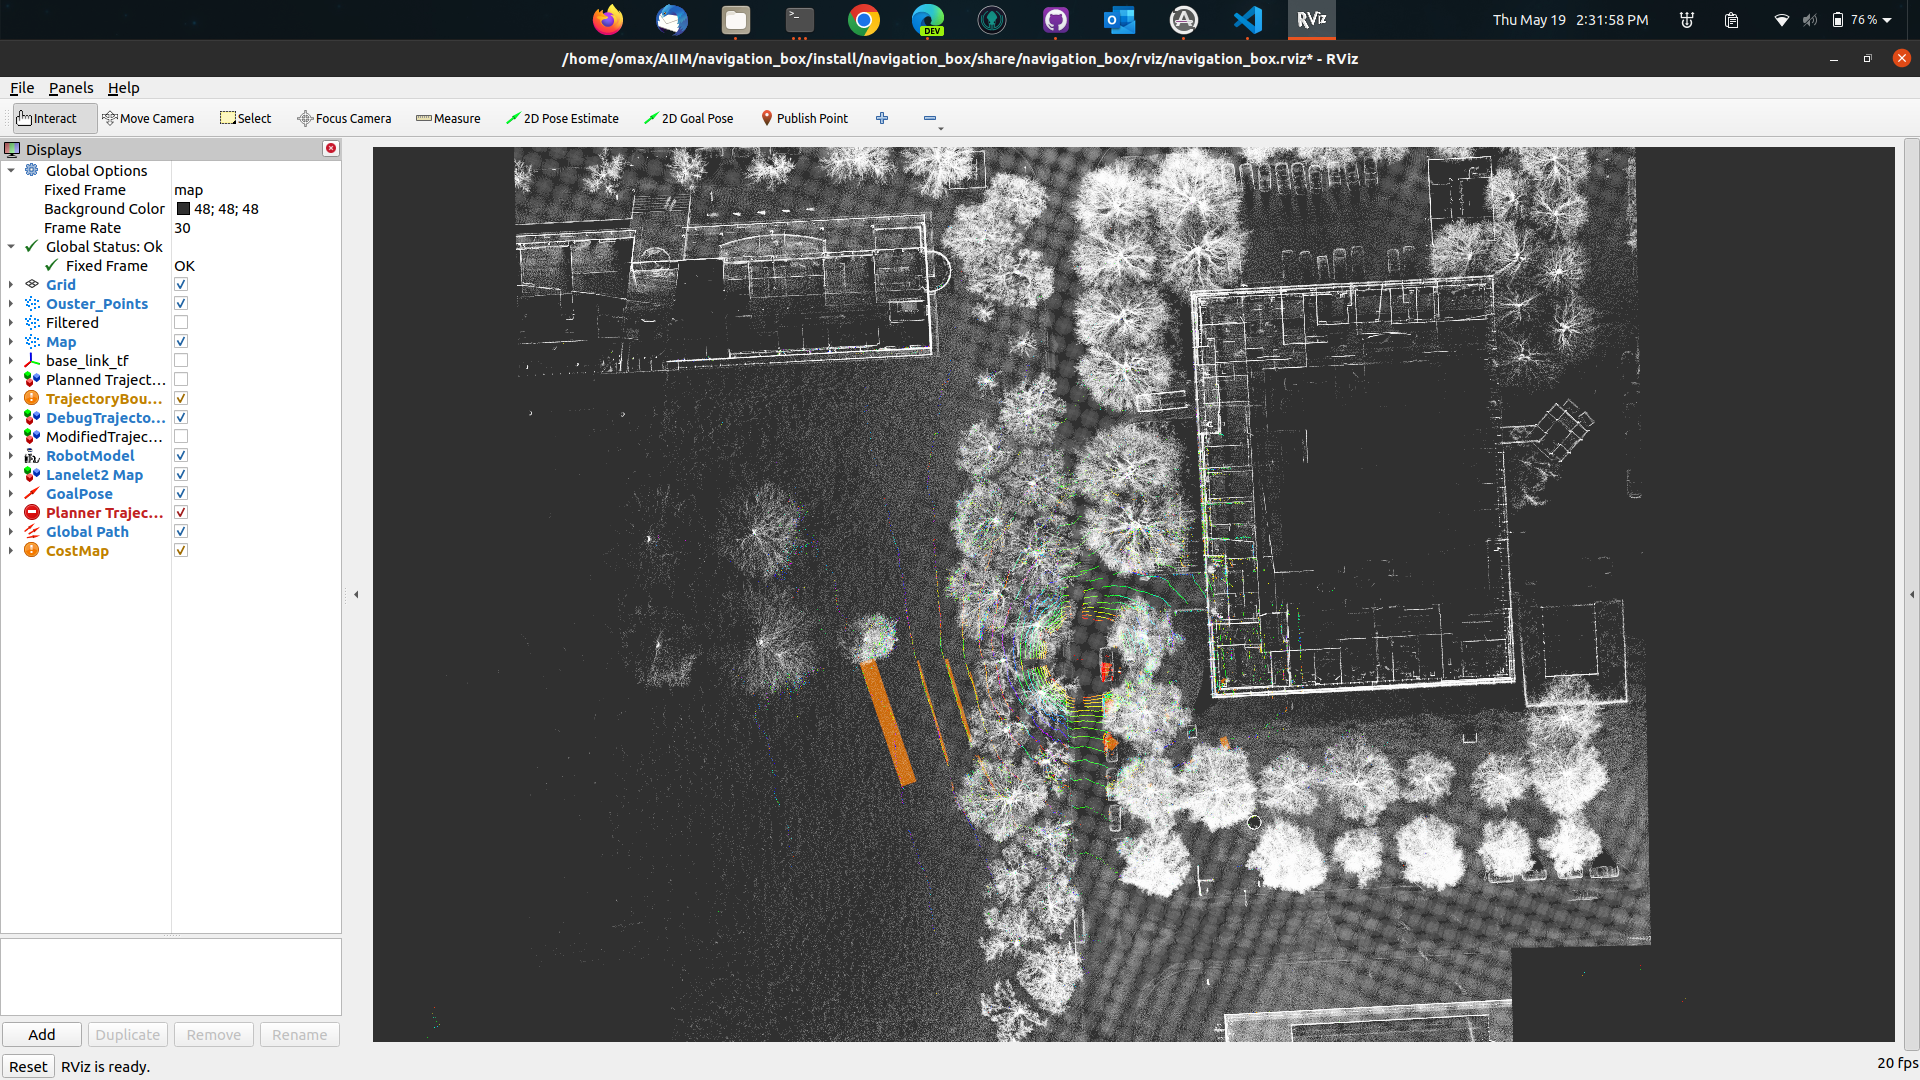 DEV
RViz
Thu May 19 2:31:58 PM
76 %
/home/omax/AIIM/navigation_box/install/navigation_box/share/navigation_box/rviz/navigation_box.rviz* - RViz
File Panels Help
Interact Move Camera Select Focus Camera Measure 2D Pose Estimate 2D Goal Pose Publish Point
Displays
Global Options
Fixed Frame map
Background Color 48; 48; 48
Frame Rate 30
Global Status: Ok
Fixed Frame OK
Grid
Ouster_Points
Filtered
Map
base_link_tf
Planned Traject...
TrajectoryBou...
DebugTrajecto...
ModifiedTrajec...
RobotModel
Lanelet2 Map
GoalPose
Planner Trajec...
Global Path
CostMap
Add Duplicate Remove Rename
Reset RViz is ready. 20 fps